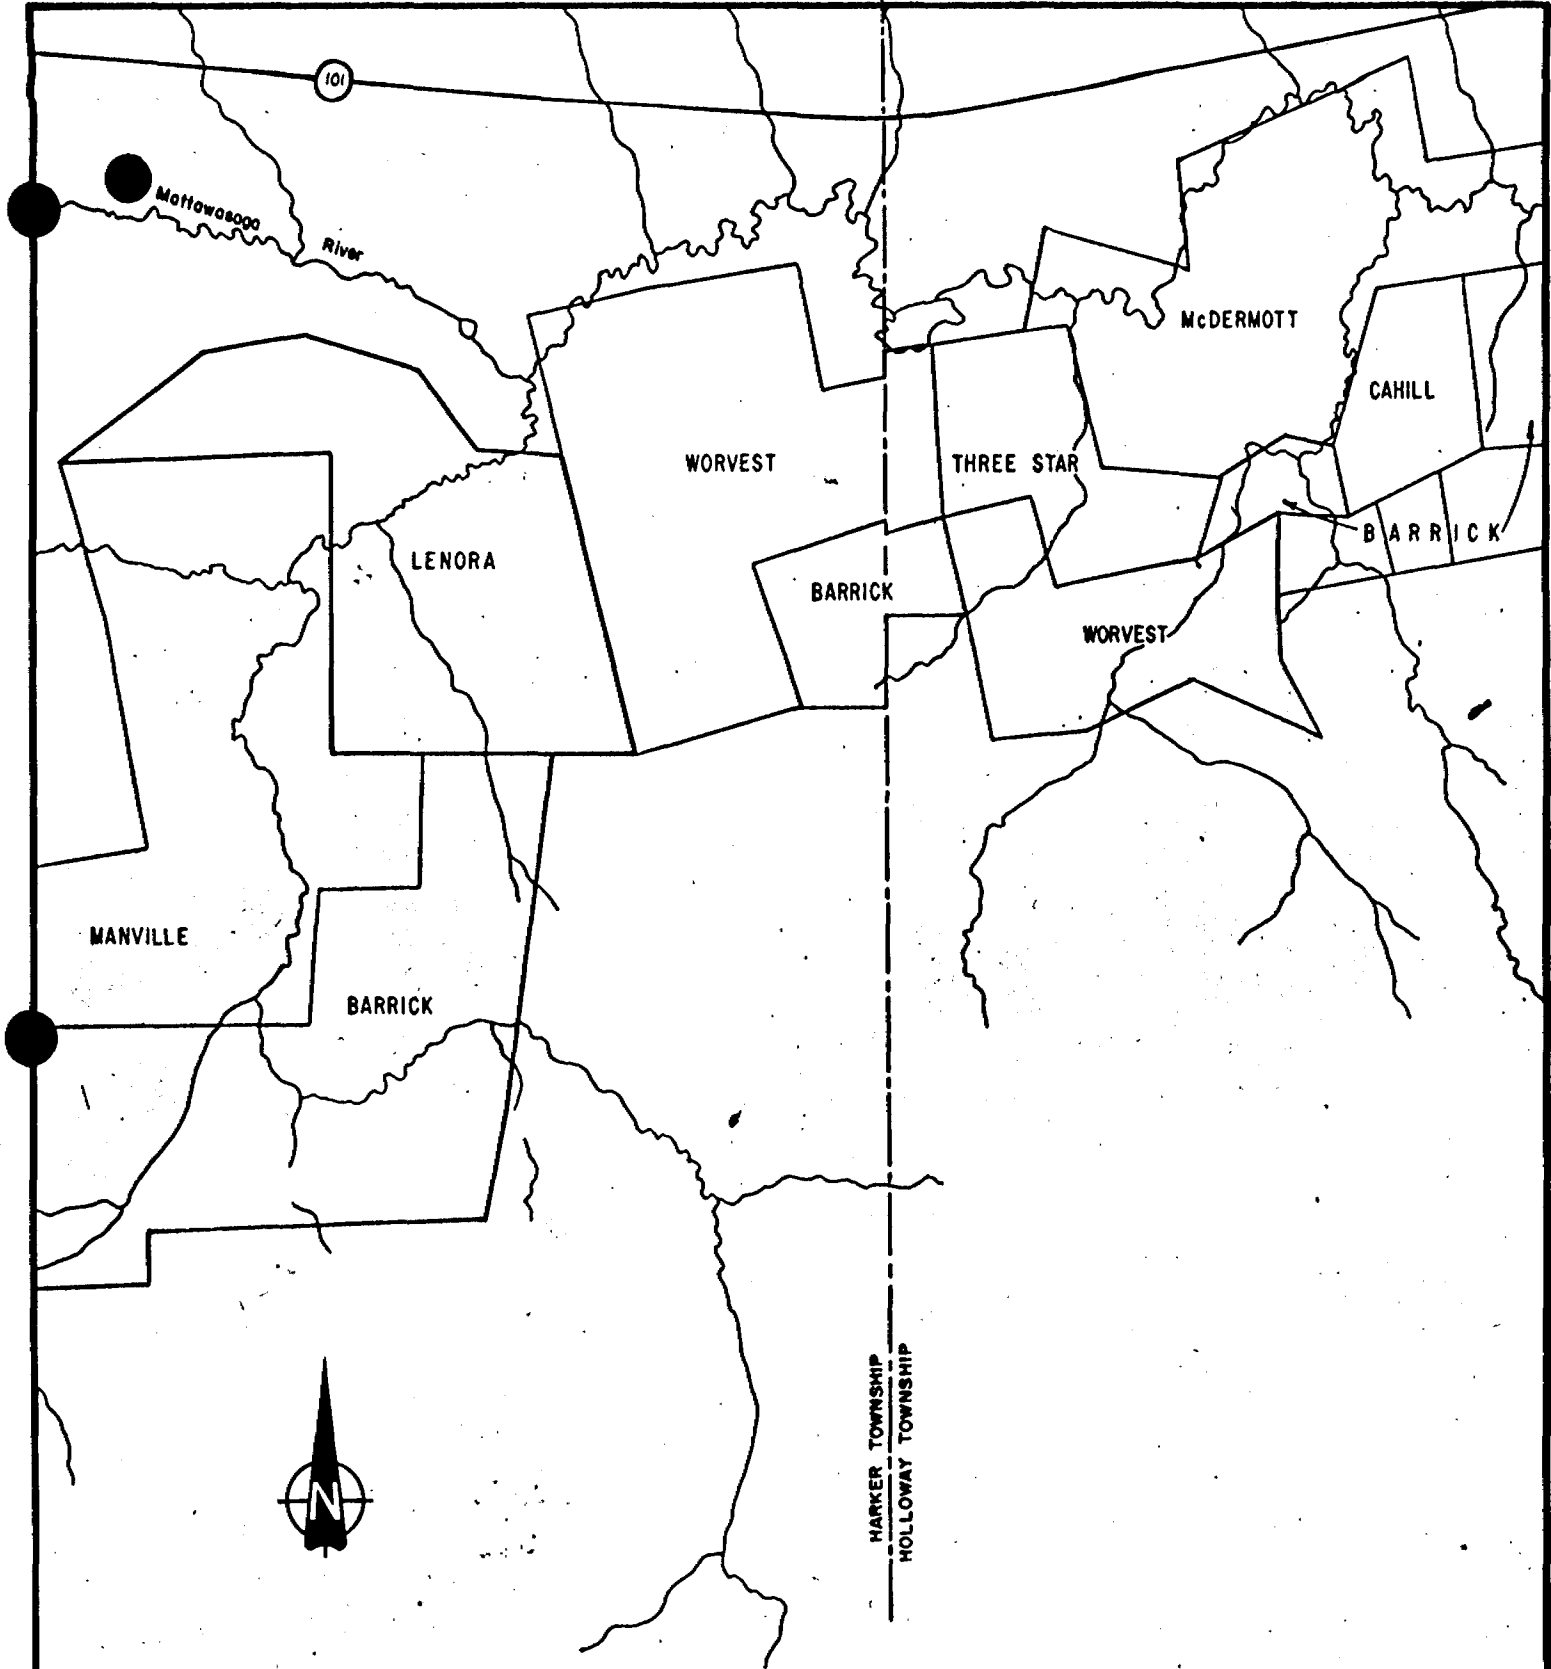 101
Mattawasaga
River
McDERMOTT
CAHILL
WORVEST
THREE STAR
BARRICK
LENORA
BARRICK
WORVEST
MANVILLE
BARRICK
HARKER TOWNSHIP
HOLLOWAY TOWNSHIP
N